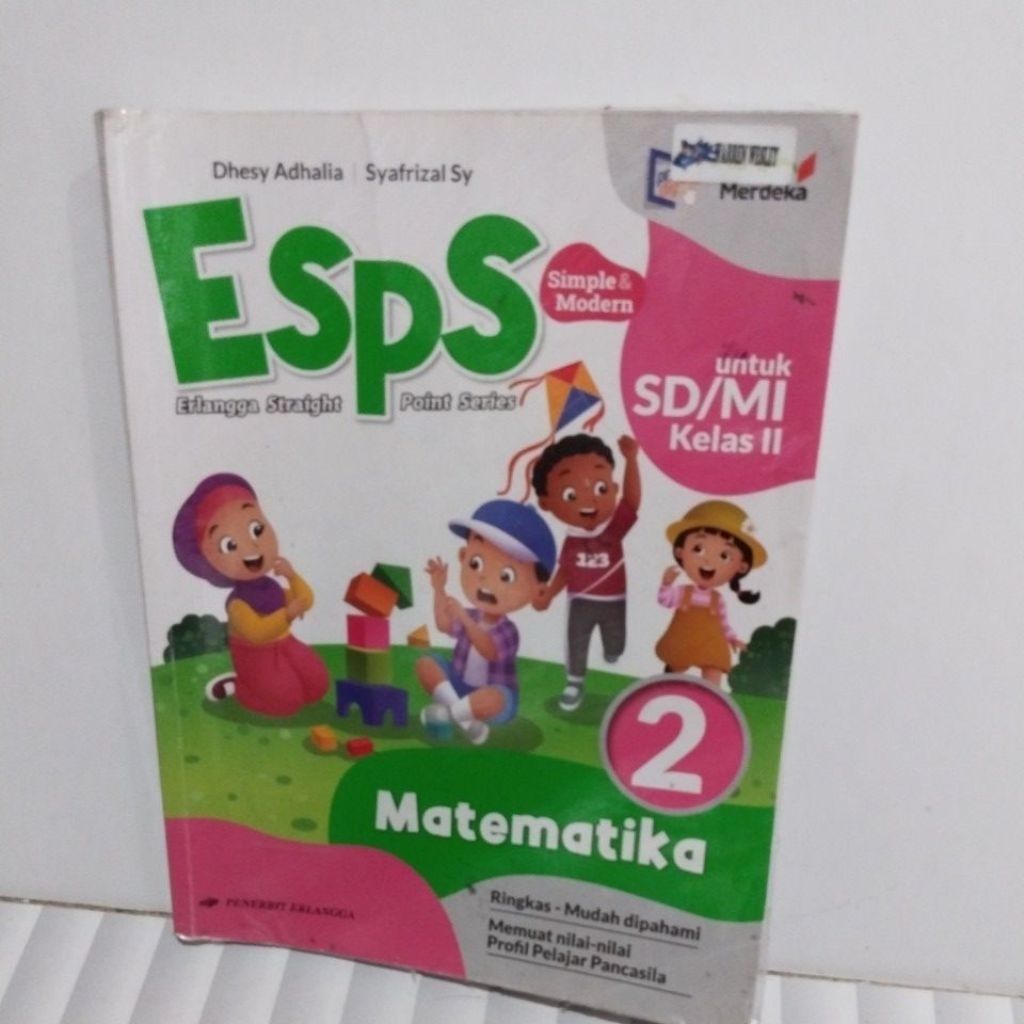 Dhesy Adhalia | Syafrizal Sy
WESLEY
Merdeka
ESPS
Simple &
Modern
Erlangga Straight Point Series
untuk
SD/MI
Kelas II
123
2
Matematika
PENERBIT ERLANGGA
Ringkas - Mudah dipahami
Memuat nilai-nilai
Profil Pelajar Pancasila